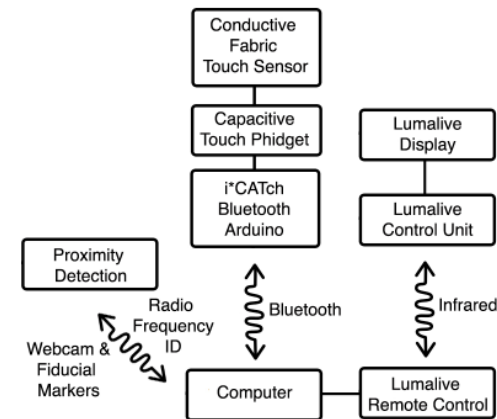 Conductive
Fabric
Touch Sensor
Capacitive
Touch Phidget
Lumalive
Display
i*CATch
Bluetooth
Arduino
Lumalive
Control Unit
Proximity
Detection
Radio
Frequency
ID
Bluetooth
Infrared
Webcam &
Fiducial
Markers
Computer
Lumalive
Remote Control